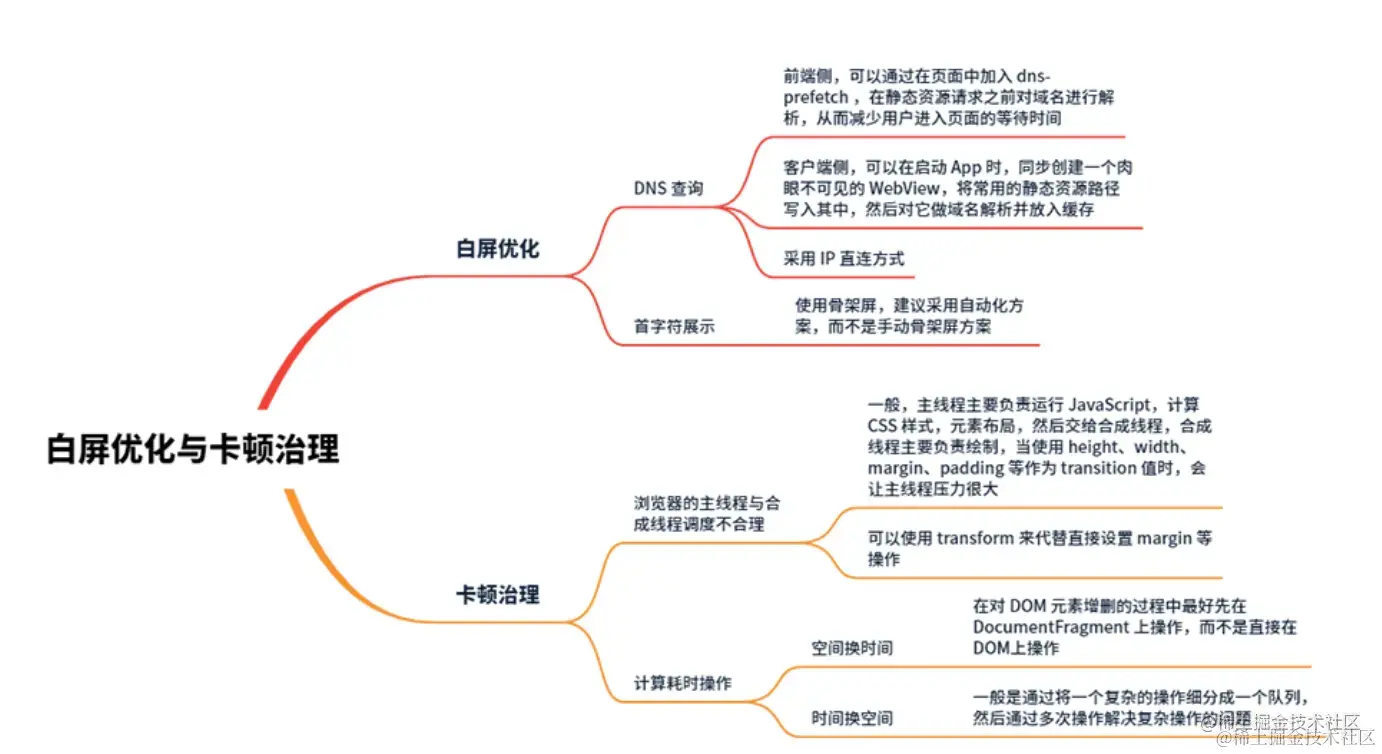 前端侧，可以通过在页面中加入 dns-
prefetch ，在静态资源请求之前对域名进行解
析，从而减少用户进入页面的等待时间
客户端侧，可以在启动 App 时，同步创建一个肉
眼不可见的 WebView，将常用的静态资源路径
写入其中，然后对它做域名解析并放入缓存
DNS 查询
采用 IP 直连方式
白屏优化
使用骨架屏，建议采用自动化方
案，而不是手动骨架屏方案
首字符展示
白屏优化与卡顿治理
一般，主线程主要负责运行 JavaScript，计算
CSS 样式，元素布局，然后交给合成线程，合成
线程主要负责绘制，当使用 height、width、
margin、padding 等作为 transition 值时，会
让主线程压力很大
浏览器的主线程与合
成线程调度不合理
可以使用 transform 来代替直接设置 margin 等
操作
卡顿治理
在对 DOM 元素增删的过程中最好先在
DocumentFragment 上操作，而不是直接在
DOM上操作
空间换时间
计算耗时操作
一般是通过将一个复杂的操作细分成一个队列，
然后通过多次操作解决复杂操作的问题
时间换空间
@稀土掘金技术社区
@稀土掘金技术社区